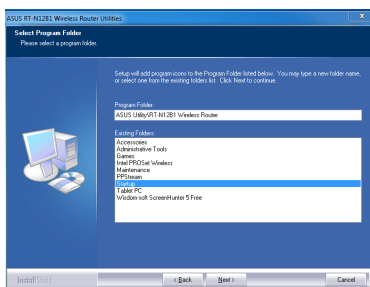 ASUS RT-N12B1 Wireless Router Utilities
X
Select Program Folder
Please select a program folder.
Setup will add program icons to the Program Folder listed below. You may type a new folder name,
or select one from the existing folders list. Click Next to continue.
Program Folder:
ASUS Utility\RT-N12B1 Wireless Router
Existing Folders:
Accessories
Administrative Tools
Games
Intel PROSet Wireless
Maintenance
PPStream
Startup
Tablet PC
Wisdom-soft ScreenHunter 5 Free
InstallShield
< Back
Next >
Cancel